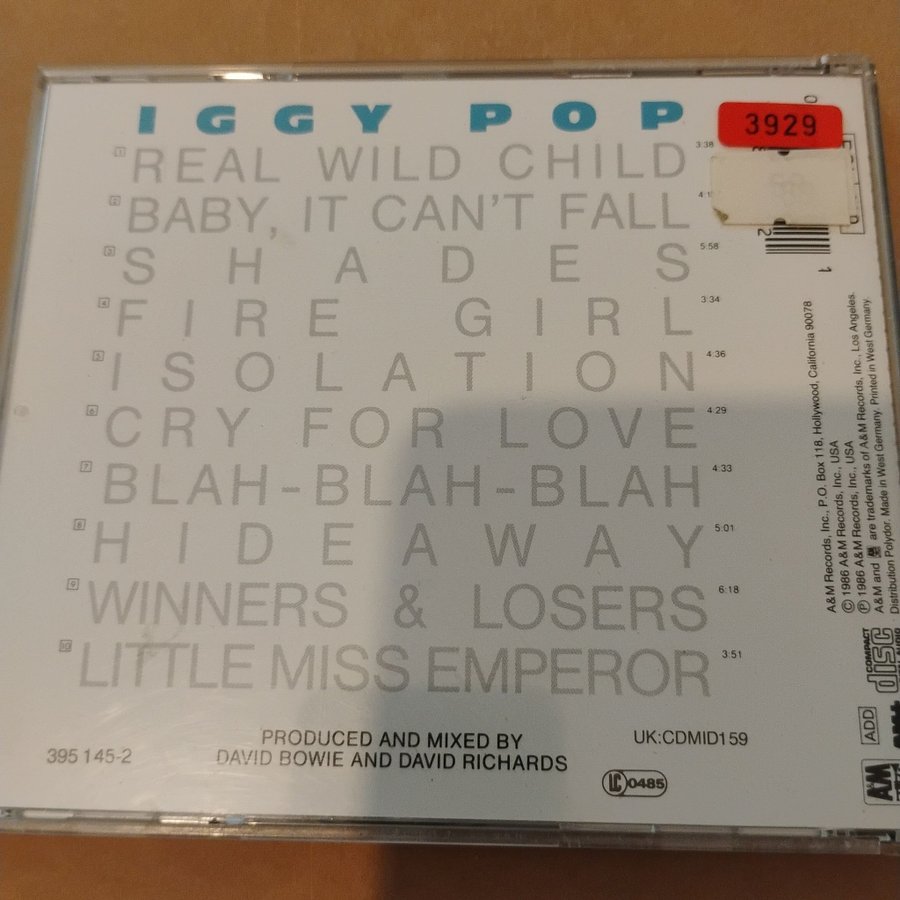 IGGY POP
3929
1 REAL WILD CHILD 3:38
2 BABY, IT CAN'T FALL
3 SHADES 5:58
4 FIRE GIRL 3:34
5 ISOLATION 4:36
6 CRY FOR LOVE 4:29
7 BLAH-BLAH-BLAH 4:33
8 HIDEAWAY 5:01
9 WINNERS & LOSERS 6:18
10 LITTLE MISS EMPEROR 3:51
PRODUCED AND MIXED BY
DAVID BOWIE AND DAVID RICHARDS
395 145-2
UK:CDMID159
LC 0485
A&M Records, Inc., P.O. Box 118, Hollywood, California 90078
© 1986 A&M Records, Inc., USA
℗ 1986 A&M Records, Inc., USA
A&M and A&M are trademarks of A&M Records, Inc., Los Angeles.
Distribution Polydor. Made in West Germany. Printed in West Germany.
2
1
COMPACT
disc
ADD
A&M